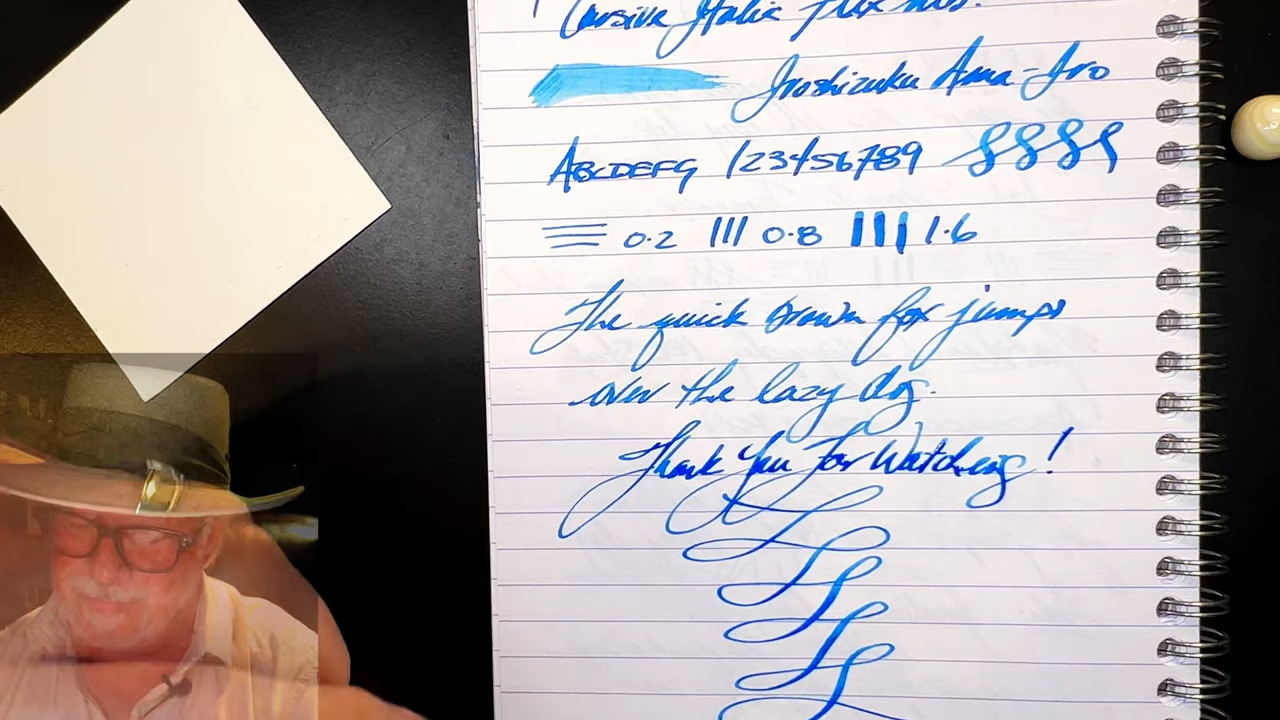 Cursive Italic Flex nib.
Iroshizuku Ama-Iro
ABCDEFG 123456789
0.2 0.8 1.6
The quick brown fox jumps
over the lazy dog.
Thank You For Watching!